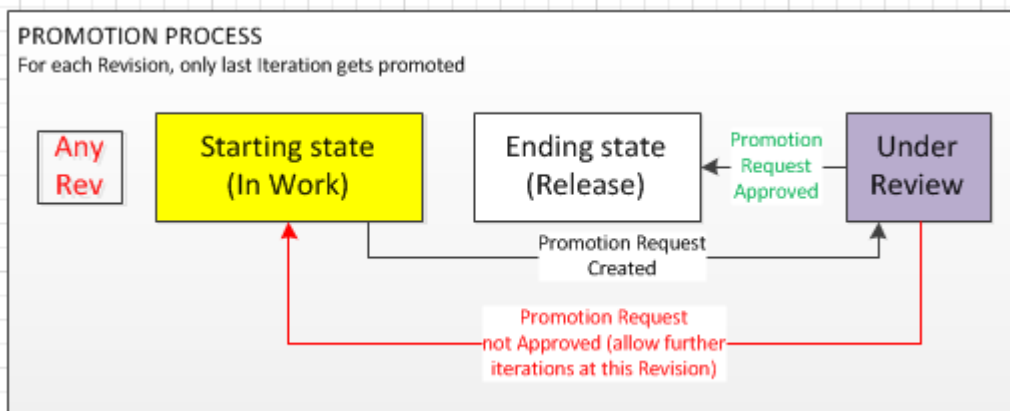 PROMOTION PROCESS
For each Revision, only last Iteration gets promoted
Any
Rev
Starting state
(In Work)
Ending state
(Release)
Promotion
Request
Approved
Under
Review
Promotion Request
Created
Promotion Request
not Approved (allow further
iterations at this Revision)